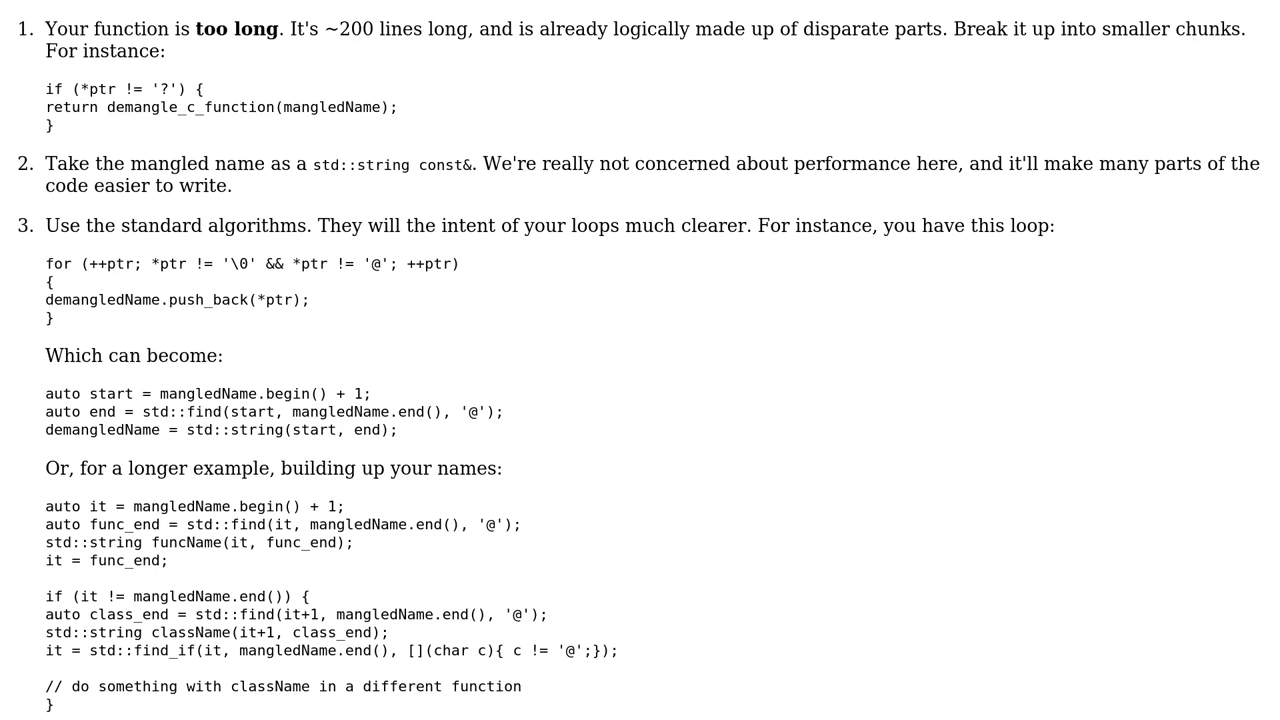 1. Your function is too long. It's ~200 lines long, and is already logically made up of disparate parts. Break it up into smaller chunks.
For instance:
if (*ptr != '?') {
return demangle_c_function(mangledName);
}
2. Take the mangled name as a std::string const&. We're really not concerned about performance here, and it'll make many parts of the
code easier to write.
3. Use the standard algorithms. They will the intent of your loops much clearer. For instance, you have this loop:
for (++ptr; *ptr != '\0' && *ptr != '@'; ++ptr)
{
demangledName.push_back(*ptr);
}
Which can become:
auto start = mangledName.begin() + 1;
auto end = std::find(start, mangledName.end(), '@');
demangledName = std::string(start, end);
Or, for a longer example, building up your names:
auto it = mangledName.begin() + 1;
auto func_end = std::find(it, mangledName.end(), '@');
std::string funcName(it, func_end);
it = func_end;
if (it != mangledName.end()) {
auto class_end = std::find(it+1, mangledName.end(), '@');
std::string className(it+1, class_end);
it = std::find_if(it, mangledName.end(), [](char c){ c != '@';});
// do something with className in a different function
}